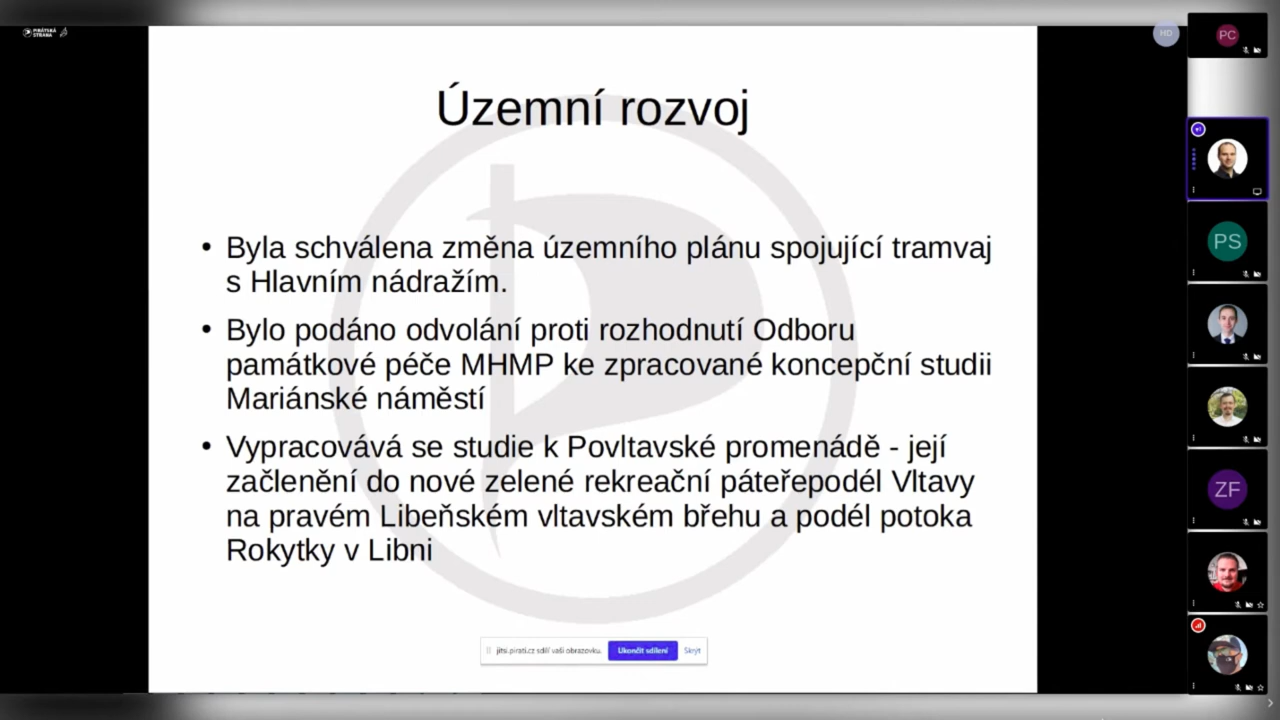 PIRÁTSKÁ
STRANA
HD
PC
Územní rozvoj
• Byla schválena změna územního plánu spojující tramvaj
s Hlavním nádražím.
• Bylo podáno odvolání proti rozhodnutí Odboru
památkové péče MHMP ke zpracované koncepční studii
Mariánské náměstí
• Vypracovává se studie k Povltavské promenádě - její
začlenění do nové zelené rekreační páteřepodél Vltavy
na pravém Libeňském vltavském břehu a podél potoka
Rokytky v Libni
PS
ZF
jitsi.pirati.cz sdílí vaši obrazovku.
Ukončit sdílení
Skrýt